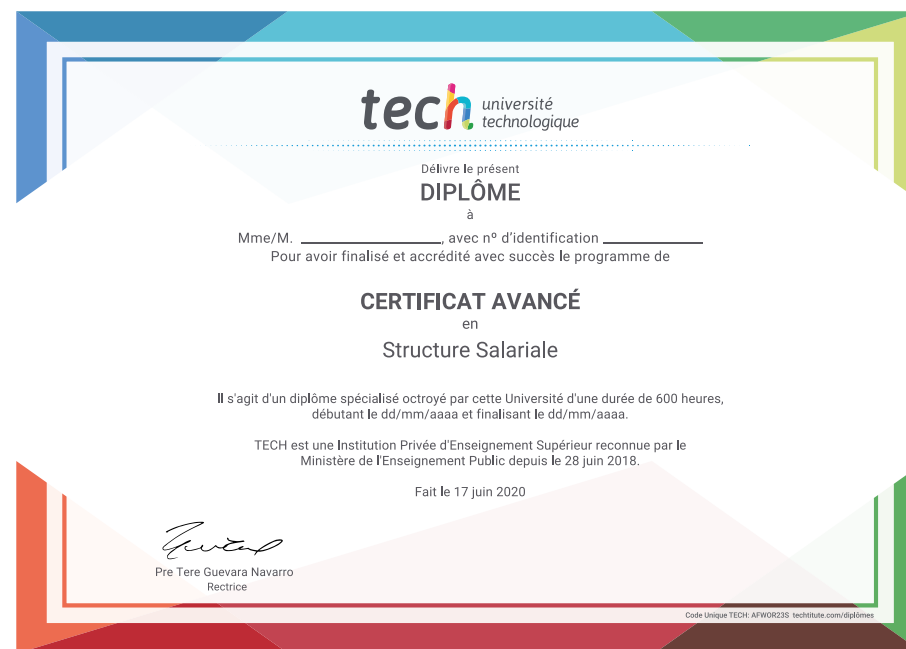 tech université
technologique
Délivre le présent
DIPLÔME
à
Mme/M. ____________, avec nº d'identification ____________
Pour avoir finalisé et accrédité avec succès le programme de
CERTIFICAT AVANCÉ
en
Structure Salariale
Il s'agit d'un diplôme spécialisé octroyé par cette Université d'une durée de 600 heures,
débutant le dd/mm/aaaa et finalisant le dd/mm/aaaa.
TECH est une Institution Privée d'Enseignement Supérieur reconnue par le
Ministère de l'Enseignement Public depuis le 28 juin 2018.
Fait le 17 juin 2020
Pre Tere Guevara Navarro
Rectrice
Code Unique TECH: AFWOR23S techtitute.com/diplômes